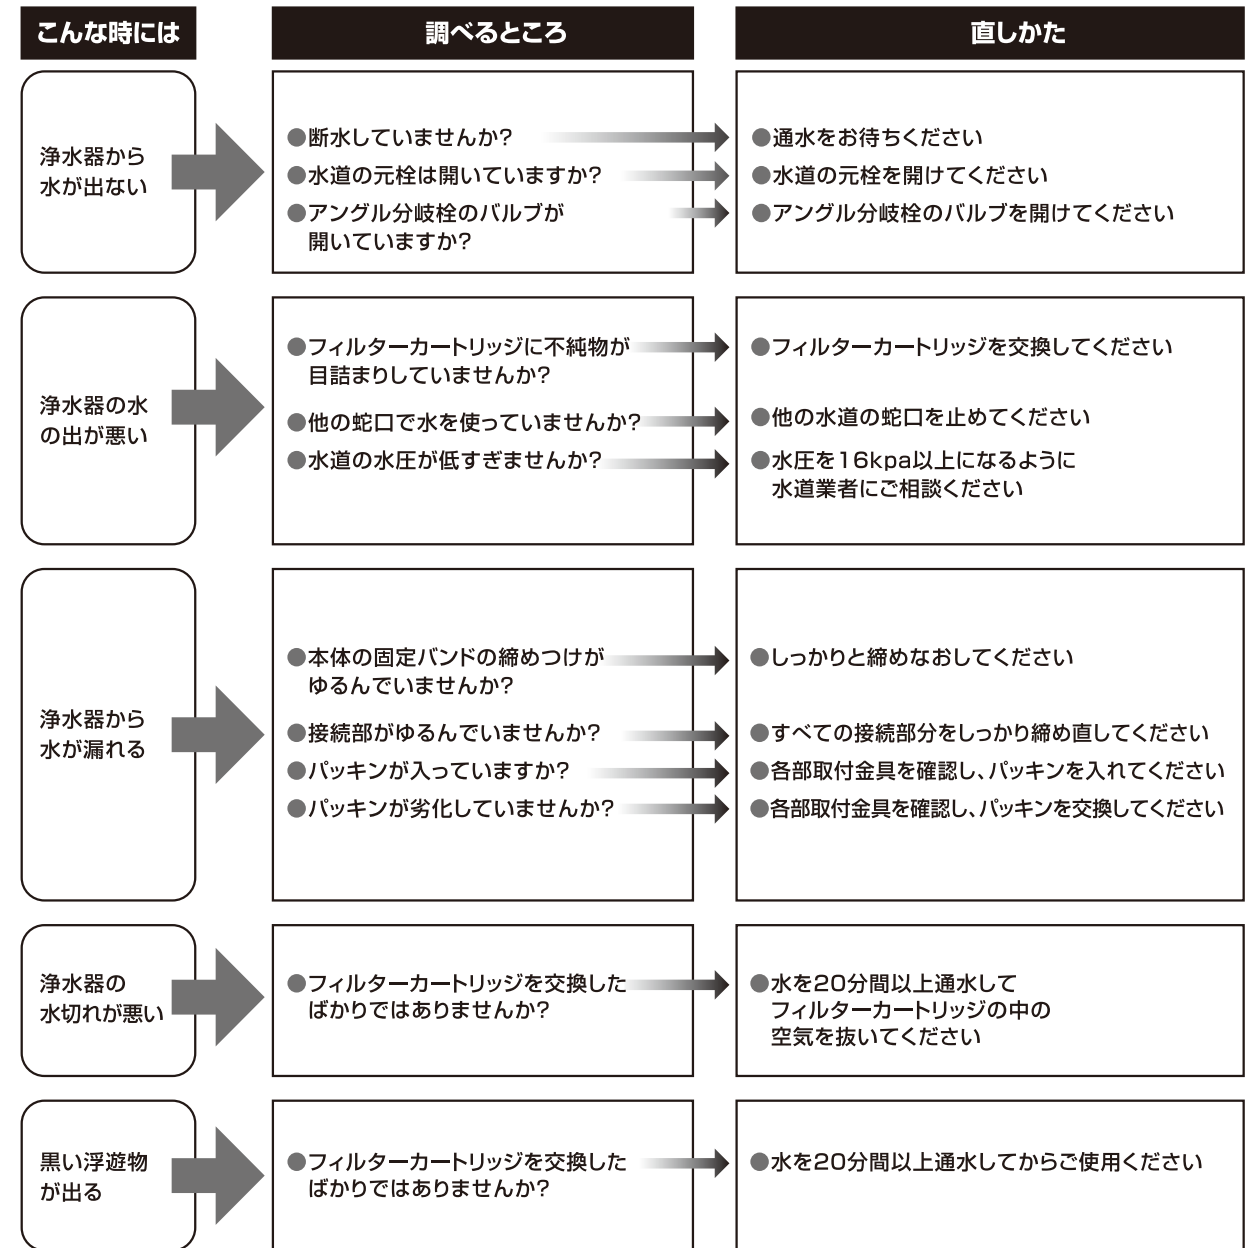 こんな時には
調べるところ
直しかた
浄水器から
水が出ない
●断水していませんか?
●水道の元栓は開いていますか?
●アングル分岐栓のバルブが
開いていますか?
●通水をお待ちください
●水道の元栓を開けてください
●アングル分岐栓のバルブを開けてください
浄水器の水
の出が悪い
●フィルターカートリッジに不純物が
目詰まりしていませんか?
●他の蛇口で水を使っていませんか?
●水道の水圧が低すぎませんか?
●フィルターカートリッジを交換してください
●他の水道の蛇口を止めてください
●水圧を16kpa以上になるように
水道業者にご相談ください
浄水器から
水が漏れる
●本体の固定バンドの締めつけが
ゆるんでいませんか?
●接続部がゆるんでいませんか?
●パッキンが入っていますか?
●パッキンが劣化していませんか?
●しっかりと締めなおしてください
●すべての接続部分をしっかり締め直してください
●各部取付金具を確認し、パッキンを入れてください
●各部取付金具を確認し、パッキンを交換してください
浄水器の
水切れが悪い
●フィルターカートリッジを交換した
ばかりではありませんか?
●水を20分間以上通水して
フィルターカートリッジの中の
空気を抜いてください
黒い浮遊物
が出る
●フィルターカートリッジを交換した
ばかりではありませんか?
●水を20分間以上通水してからご使用ください